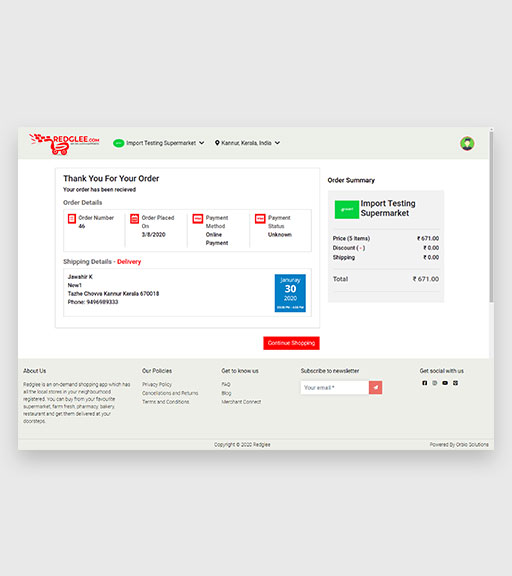 REDGLEE.COM
Import Testing Supermarket
Kannur, Kerala, India
Thank You For Your Order
Your order has been recieved
Order Details
Order Number
46
Order Placed
On
3/8/2020
Payment
Method
Online
Payment
Payment
Status
Unknown
Shipping Details - Delivery
Jawahir K
New1
Tazhe Chovva Kannur Kerala 670018
Phone: 9496989333
Januray
30
2020
Continue Shopping
Order Summary
Import Testing
Supermarket
Price (5 Items) ₹ 671.00
Discount ( - ) ₹ 0.00
Shipping ₹ 0.00
Total ₹ 671.00
About Us
Redglee is an on-demand shopping app which has
all the local stores in your neighbourhood
registered. You can buy from your favourite
supermarket, farm fresh, pharmacy, bakery,
restaurant and get them delivered at your
doorsteps.
Our Policies
Privacy Policy
Cancellations and Returns
Terms and Conditions
Get to know us
FAQ
Blog
Merchant Connect
Subscribe to newsletter
Your email *
Get social with us
Copyright © 2020 Redglee
Powered By Orbio Solutions